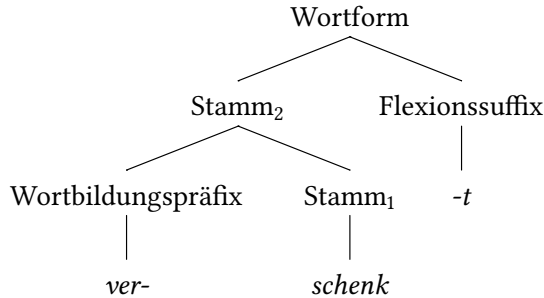 Wortform
Stamm₂ Flexionssuffix
Wortbildungspräfix Stamm₁ -t
ver- schenk